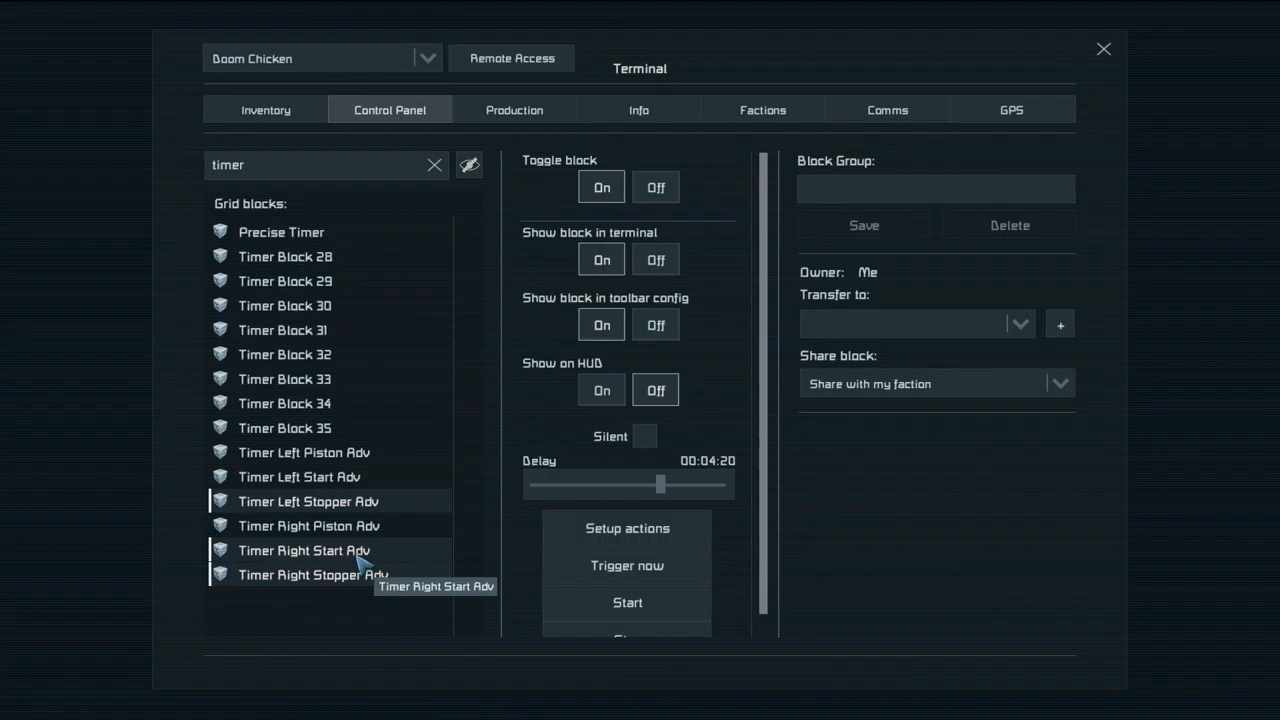 Doom Chicken
Remote Access
Terminal
Inventory
Control Panel
Production
Info
Factions
Comms
GPS
timer
Grid blocks:
Precise Timer
Timer Block 28
Timer Block 29
Timer Block 30
Timer Block 31
Timer Block 32
Timer Block 33
Timer Block 34
Timer Block 35
Timer Left Piston Adv
Timer Left Start Adv
Timer Left Stopper Adv
Timer Right Piston Adv
Timer Right Start Adv
Timer Right Stopper Adv
Timer Right Start Adv
Toggle block
On Off
Show block in terminal
On Off
Show block in toolbar config
On Off
Show on HUD
On Off
Silent
Delay 00:04:20
Setup actions
Trigger now
Start
Block Group:
Save Delete
Owner: Me
Transfer to:
+
Share block:
Share with my faction